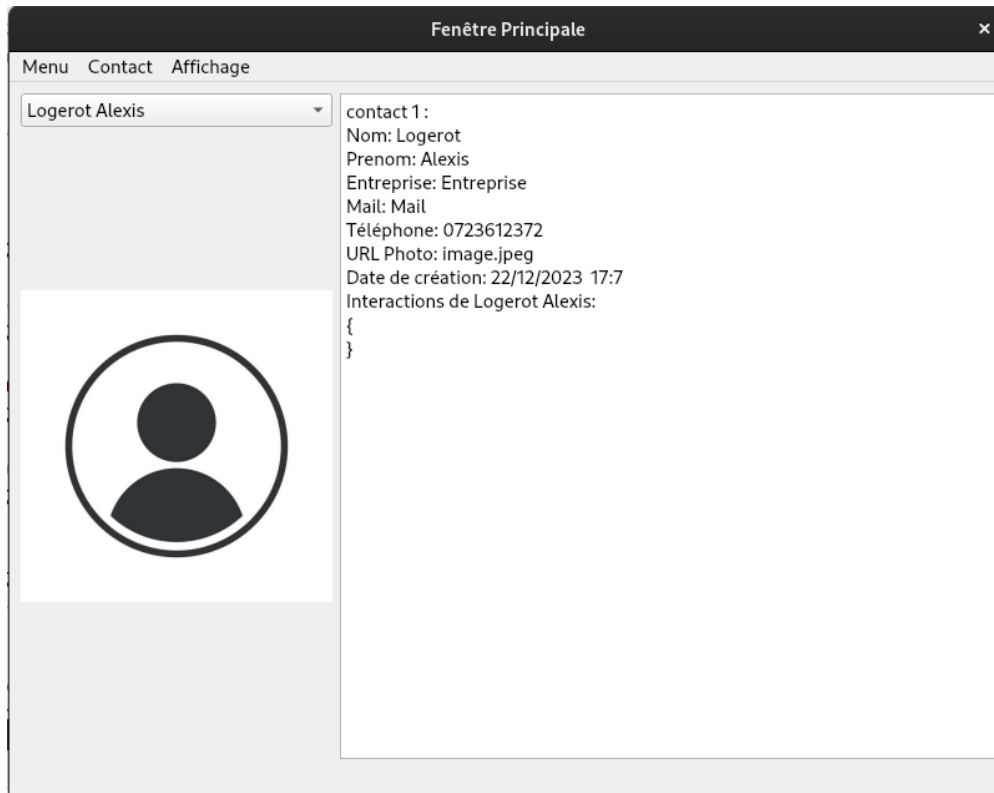 Fenêtre Principale
×
Menu Contact Affichage
Logerot Alexis
contact 1 :
Nom: Logerot
Prenom: Alexis
Entreprise: Entreprise
Mail: Mail
Téléphone: 0723612372
URL Photo: image.jpeg
Date de création: 22/12/2023 17:7
Interactions de Logerot Alexis:
{
}